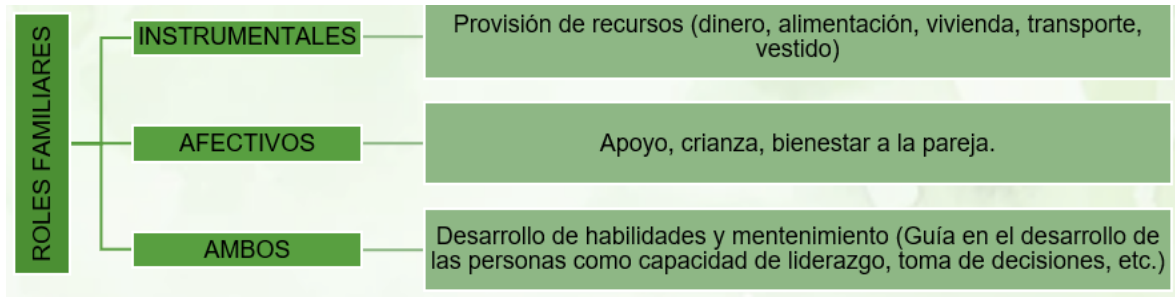 ROLES FAMILIARES
INSTRUMENTALES
Provisión de recursos (dinero, alimentación, vivienda, transporte,
vestido)
AFECTIVOS
Apoyo, crianza, bienestar a la pareja.
AMBOS
Desarrollo de habilidades y mentenimiento (Guía en el desarrollo de
las personas como capacidad de liderazgo, toma de decisiones, etc.)